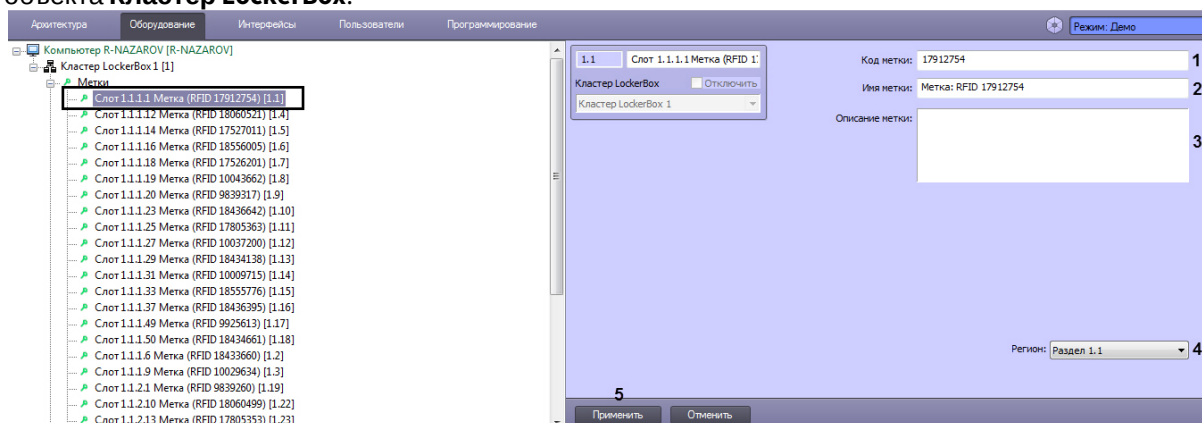 объекта Кластер LockerBox.
Архитектура Оборудование Интерфейсы Пользователи Программирование Режим: Демо
Компьютер R-NAZAROV [R-NAZAROV]
Кластер LockerBox 1 [1]
Метки
Слот 1.1.1.1 Метка (RFID 17912754) [1.1]
Слот 1.1.1.12 Метка (RFID 18060521) [1.4]
Слот 1.1.1.14 Метка (RFID 17527011) [1.5]
Слот 1.1.1.16 Метка (RFID 18556005) [1.6]
Слот 1.1.1.18 Метка (RFID 17526201) [1.7]
Слот 1.1.1.19 Метка (RFID 10043662) [1.8]
Слот 1.1.1.20 Метка (RFID 9839317) [1.9]
Слот 1.1.1.23 Метка (RFID 18436642) [1.10]
Слот 1.1.1.25 Метка (RFID 17805363) [1.11]
Слот 1.1.1.27 Метка (RFID 10037200) [1.12]
Слот 1.1.1.29 Метка (RFID 18434138) [1.13]
Слот 1.1.1.31 Метка (RFID 10009715) [1.14]
Слот 1.1.1.33 Метка (RFID 18555776) [1.15]
Слот 1.1.1.37 Метка (RFID 18436395) [1.16]
Слот 1.1.1.49 Метка (RFID 9925613) [1.17]
Слот 1.1.1.50 Метка (RFID 18434661) [1.18]
Слот 1.1.1.6 Метка (RFID 18433660) [1.2]
Слот 1.1.1.9 Метка (RFID 10029634) [1.3]
Слот 1.1.2.1 Метка (RFID 9839260) [1.19]
Слот 1.1.2.10 Метка (RFID 18060499) [1.22]
Слот 1.1.2.13 Метка (RFID 17805353) [1.23]
1.1 Слот 1.1.1.1 Метка (RFID 1
Кластер LockerBox Отключить
Кластер LockerBox 1
Код метки: 17912754 1
Имя метки: Метка: RFID 17912754 2
Описание метки: 3
Регион: Раздел 1.1 4
5
Применить Отменить